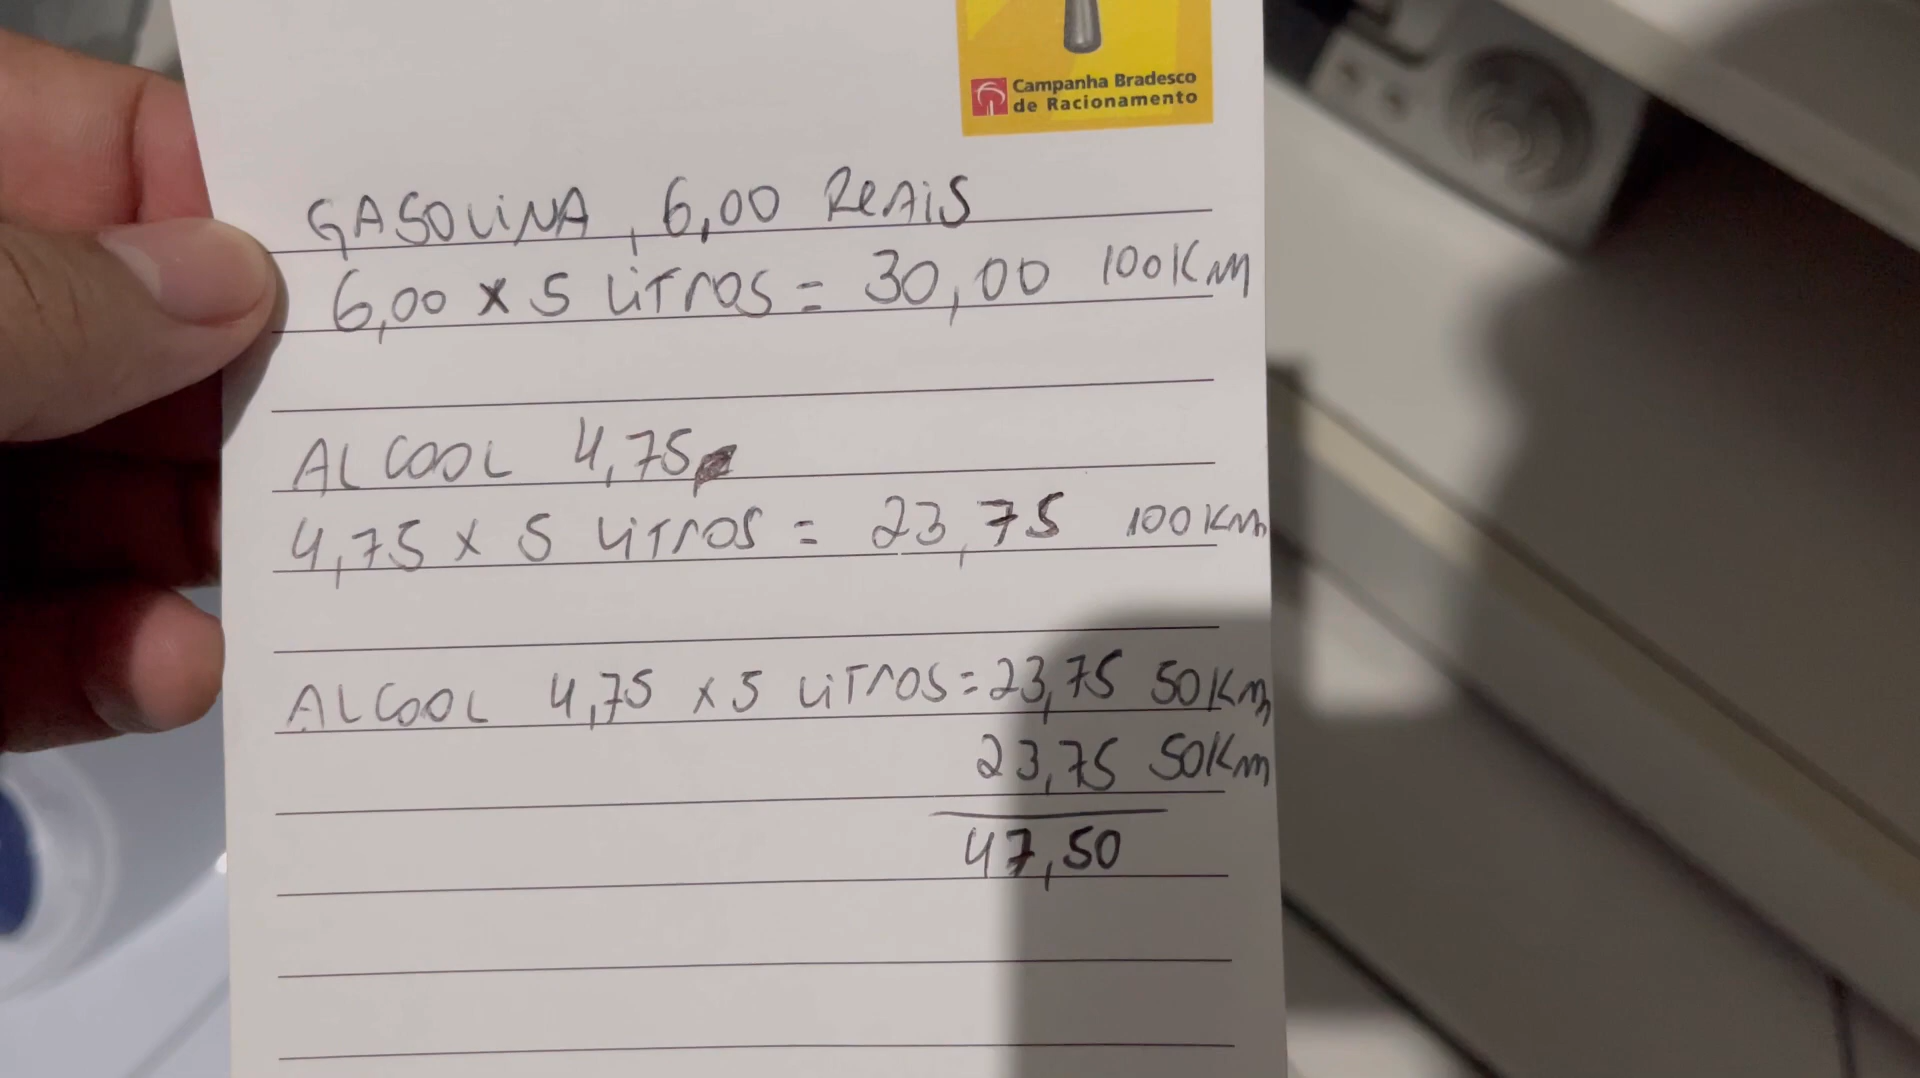 Campanha Bradesco
de Racionamento
GASOLINA, 6,00 REAIS
6,00 x 5 LITROS = 30,00 100KM
ALCOOL 4,75
4,75 x 5 LITROS = 23,75 100KM
ALCOOL 4,75 x 5 LITROS = 23,75 50KM
23,75 50KM
47,50